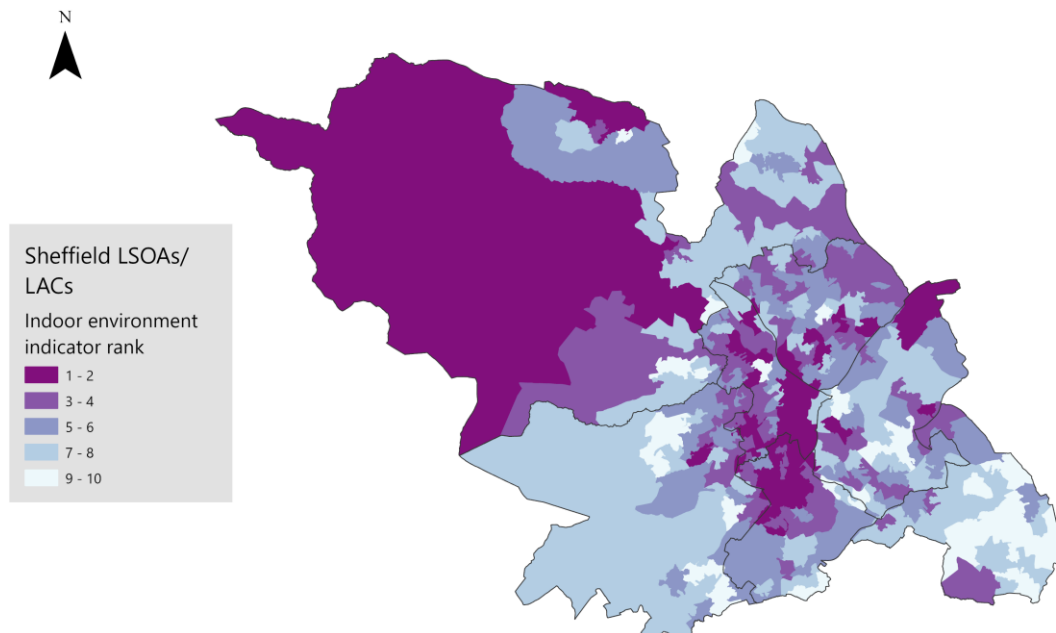 N
Sheffield LSOAs/
LACs
Indoor environment
indicator rank
1 - 2
3 - 4
5 - 6
7 - 8
9 - 10